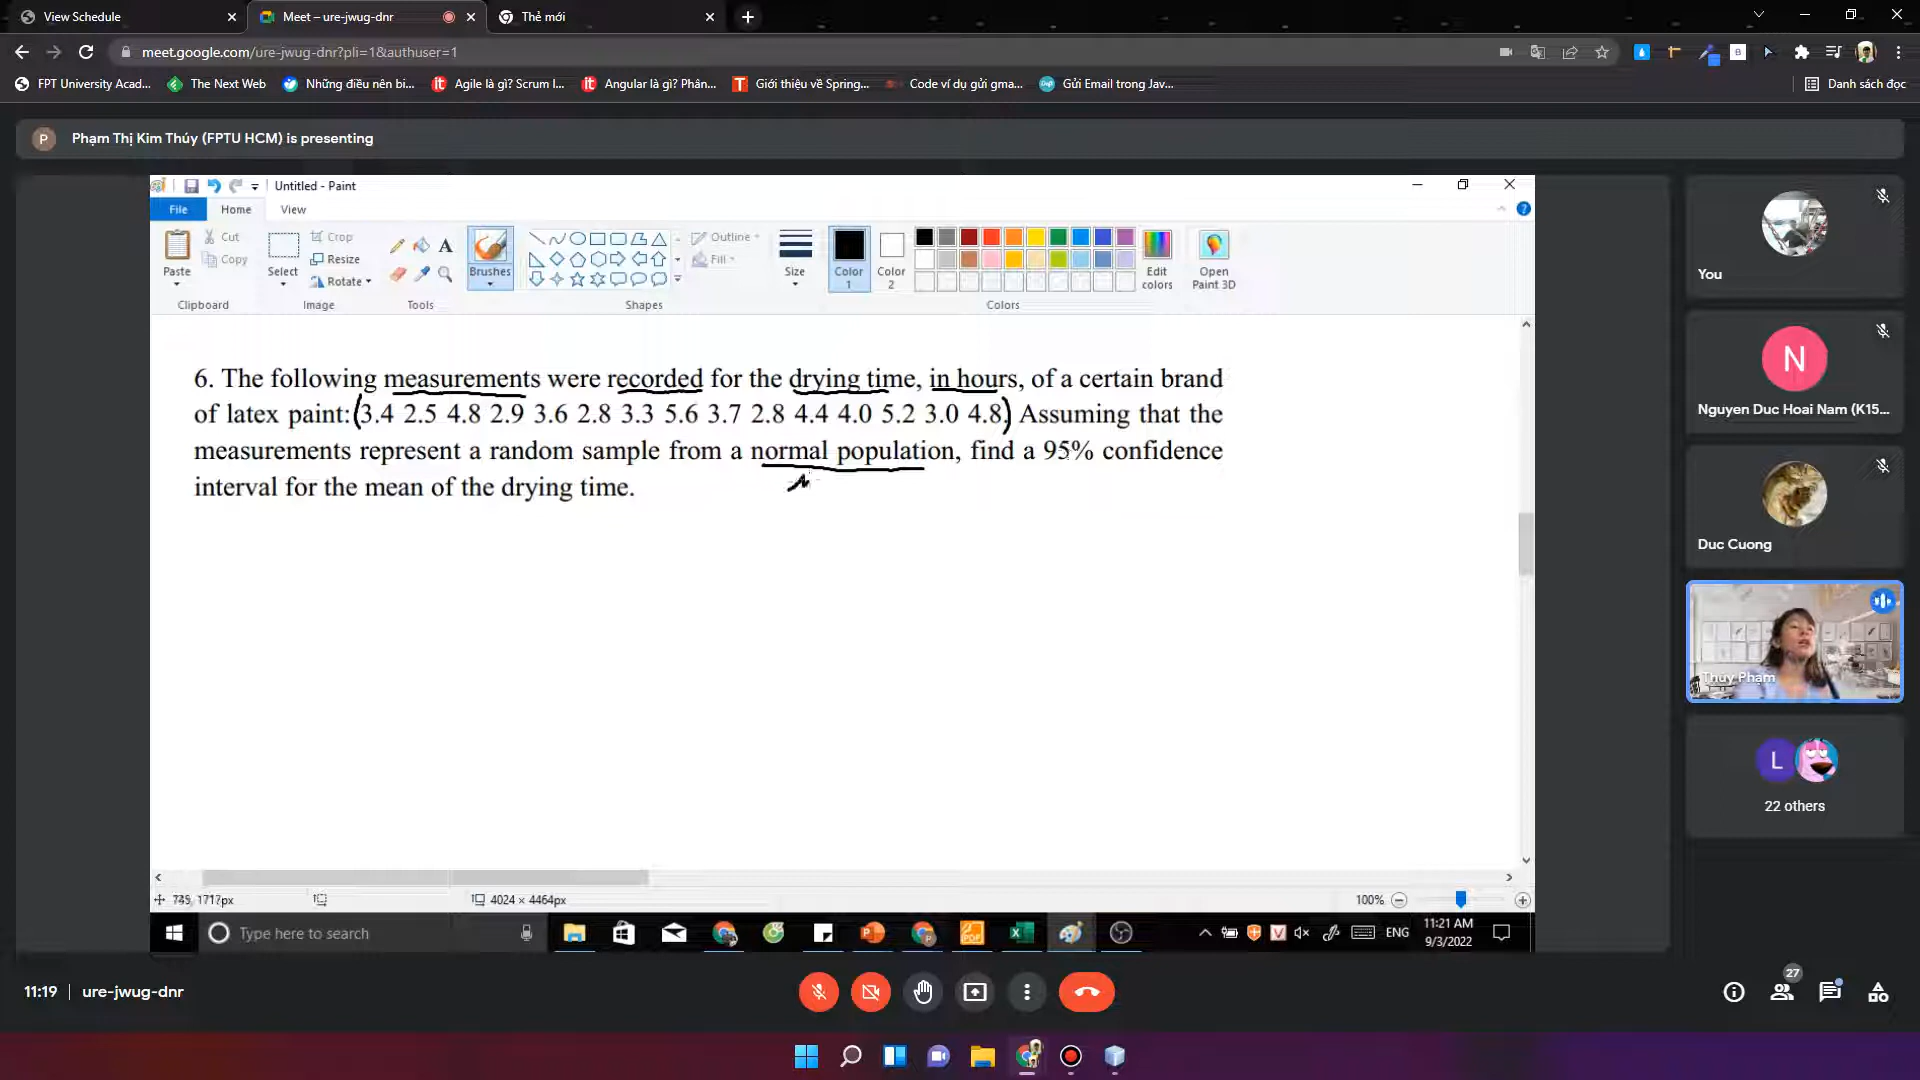 View Schedule
Meet – ure-jwug-dnr
Thẻ mới
meet.google.com/ure-jwug-dnr?pli=1&authuser=1
FPT University Acad...
The Next Web
Những điều nên bi...
Agile là gì? Scrum l...
Angular là gì? Phân...
Giới thiệu về Spring...
Code ví dụ gửi gma...
Gửi Email trong Jav...
Danh sách đọc
P
Phạm Thị Kim Thúy (FPTU HCM) is presenting
Untitled - Paint
File
Home
View
Paste
Cut
Copy
Clipboard
Select
Crop
Resize
Rotate
Image
A
Tools
Brushes
Shapes
Outline
Fill
Size
Color 1
Color 2
Edit colors
Open Paint 3D
Colors
6. The following measurements were recorded for the drying time, in hours, of a certain brand
of latex paint: (3.4 2.5 4.8 2.9 3.6 2.8 3.3 5.6 3.7 2.8 4.4 4.0 5.2 3.0 4.8.) Assuming that the
measurements represent a random sample from a normal population, find a 95% confidence
interval for the mean of the drying time.
4024 × 4464px
100%
Type here to search
ENG
11:21 AM
9/3/2022
You
N
Nguyen Duc Hoai Nam (K15...
Duc Cuong
Thuy Phạm
L
22 others
11:19 | ure-jwug-dnr
27